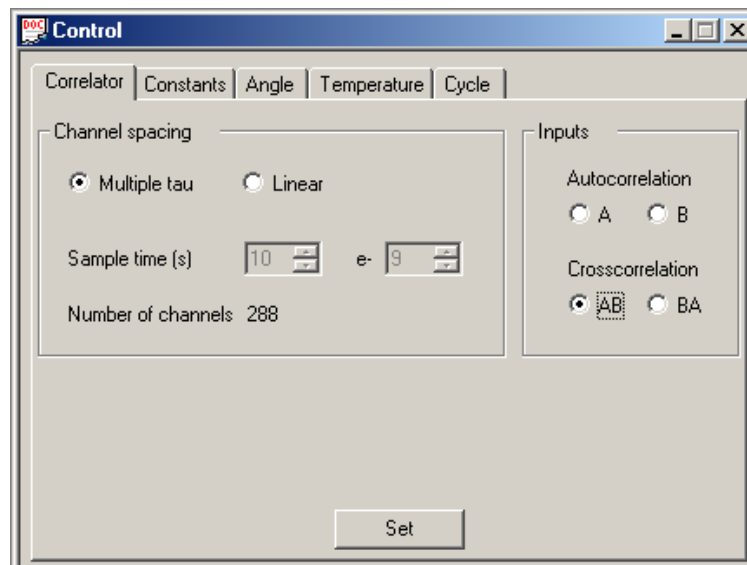 DOC Control
Correlator Constants Angle Temperature Cycle
Channel spacing
Multiple tau Linear
Sample time (s) 10 e- 9
Number of channels 288
Inputs
Autocorrelation
A B
Crosscorrelation
AB BA
Set